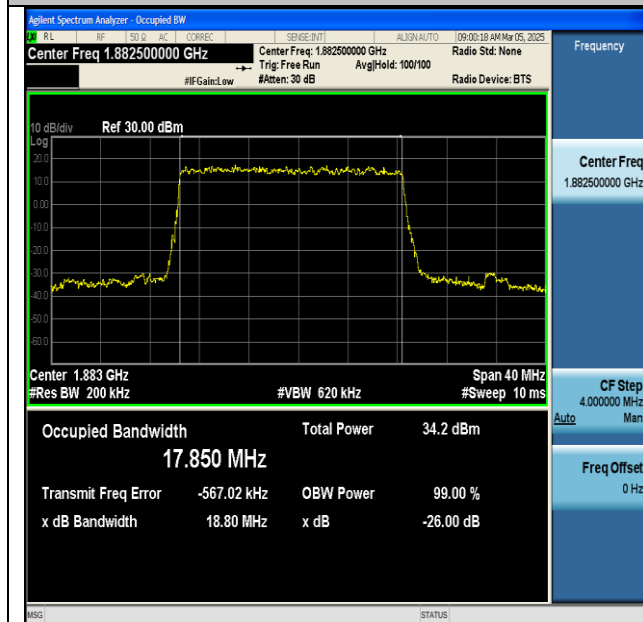 Agilent Spectrum Analyzer - Occupied BW
LXI RL RF 50 Ω AC CORREC SENSE:INT ALIGN AUTO 09:00:18 AM Mar 05, 2025
Center Freq 1.882500000 GHz
Center Freq: 1.882500000 GHz
Radio Std: None
Trig: Free Run Avg|Hold: 100/100
#IFGain:Low #Atten: 30 dB Radio Device: BTS
10 dB/div Ref 30.00 dBm
Log
20.0
10.0
0.00
-10.0
-20.0
-30.0
-40.0
-50.0
-60.0
Center 1.883 GHz Span 40 MHz
#Res BW 200 kHz #VBW 620 kHz #Sweep 10 ms
Occupied Bandwidth Total Power 34.2 dBm
17.850 MHz
Transmit Freq Error -567.02 kHz OBW Power 99.00 %
x dB Bandwidth 18.80 MHz x dB -26.00 dB
MSG STATUS
Frequency
Center Freq
1.882500000 GHz
CF Step
4.000000 MHz
Auto Man
Freq Offset
0 Hz